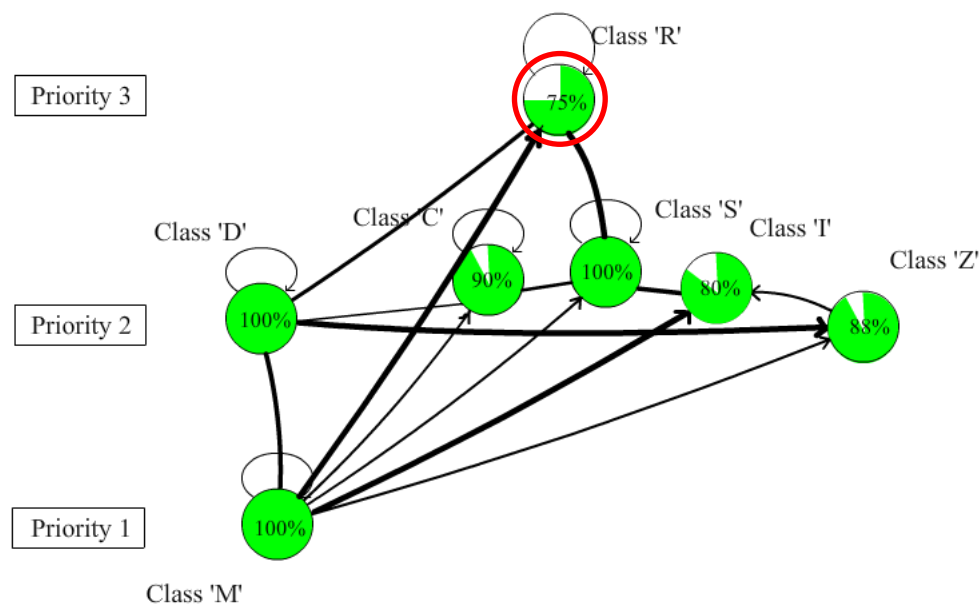 Class 'R'
Priority 3
75%
Class 'C'
Class 'S'
Class 'D'
Class 'I'
Class 'Z'
90%
100%
80%
Priority 2
100%
88%
Priority 1
100%
Class 'M'